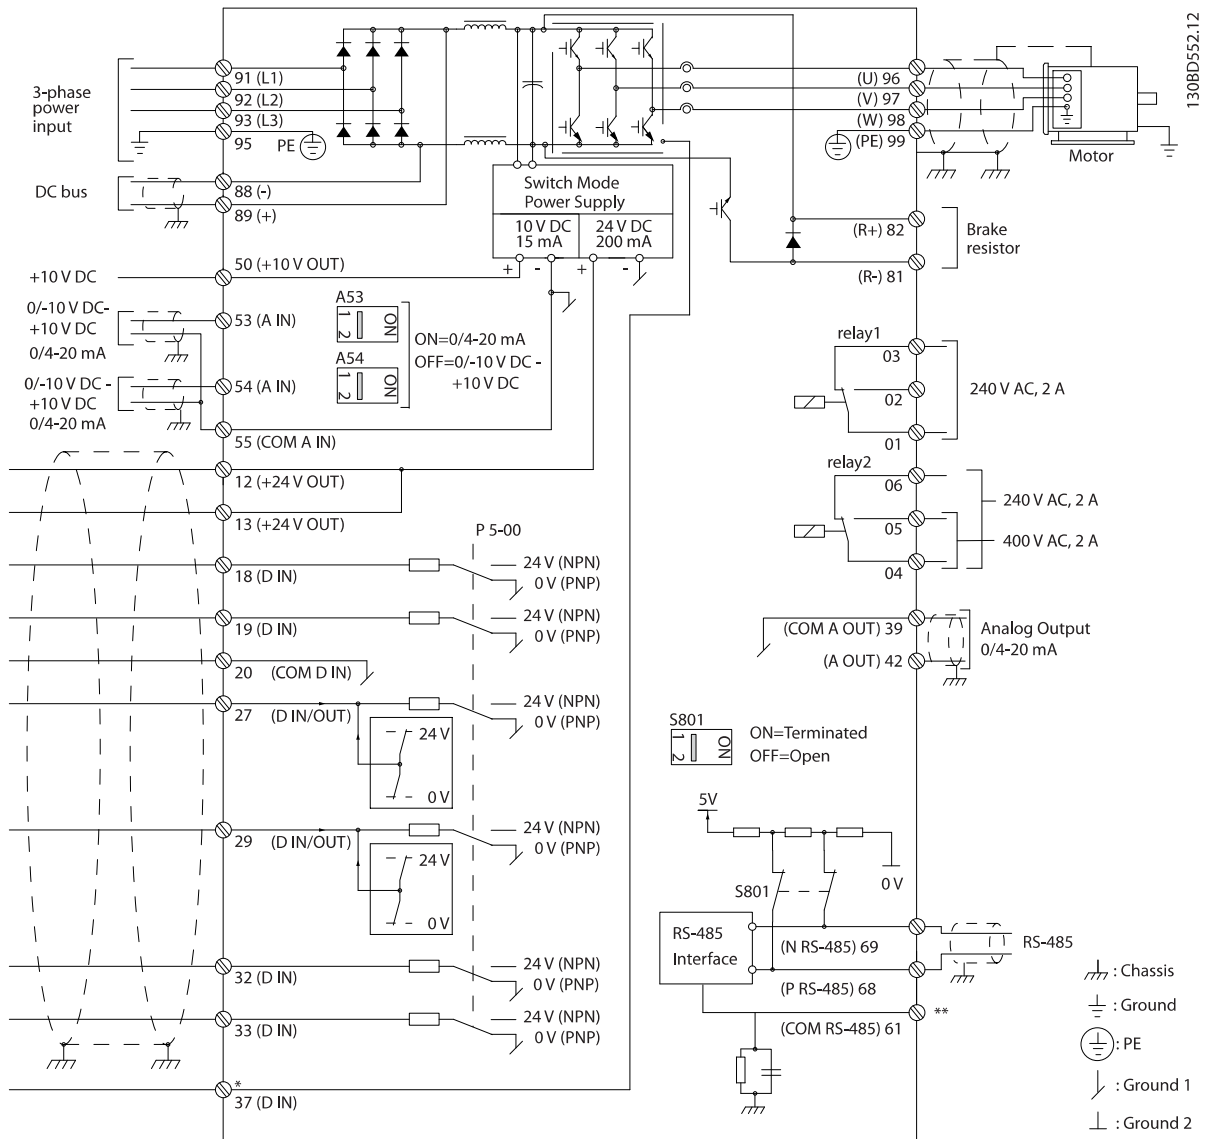 130BD552.12
3-phase
power
input
91 (L1)
92 (L2)
93 (L3)
95
PE
DC bus
88 (-)
89 (+)
Switch Mode
Power Supply
10 V DC
15 mA
24 V DC
200 mA
+ - + -
(U) 96
(V) 97
(W) 98
(PE) 99
Motor
(R+) 82
(R-) 81
Brake
resistor
+10 V DC
50 (+10 V OUT)
0/-10 V DC-
+10 V DC
0/4-20 mA
53 (A IN)
0/-10 V DC -
+10 V DC
0/4-20 mA
54 (A IN)
55 (COM A IN)
A53
1 2
ON
A54
1 2
ON
ON=0/4-20 mA
OFF=0/-10 V DC -
+10 V DC
relay1
03
02
01
240 V AC, 2 A
relay2
06
05
04
240 V AC, 2 A
400 V AC, 2 A
12 (+24 V OUT)
13 (+24 V OUT)
P 5-00
18 (D IN)
24 V (NPN)
0 V (PNP)
19 (D IN)
24 V (NPN)
0 V (PNP)
20 (COM D IN)
27 (D IN/OUT)
24 V (NPN)
0 V (PNP)
24 V
0 V
29 (D IN/OUT)
24 V (NPN)
0 V (PNP)
24 V
0 V
32 (D IN)
24 V (NPN)
0 V (PNP)
33 (D IN)
24 V (NPN)
0 V (PNP)
*
37 (D IN)
(COM A OUT) 39
(A OUT) 42
Analog Output
0/4-20 mA
S801
1 2
ON
ON=Terminated
OFF=Open
5V
0 V
S801
RS-485
Interface
(N RS-485) 69
(P RS-485) 68
(COM RS-485) 61
RS-485
**
: Chassis
: Ground
: PE
: Ground 1
: Ground 2